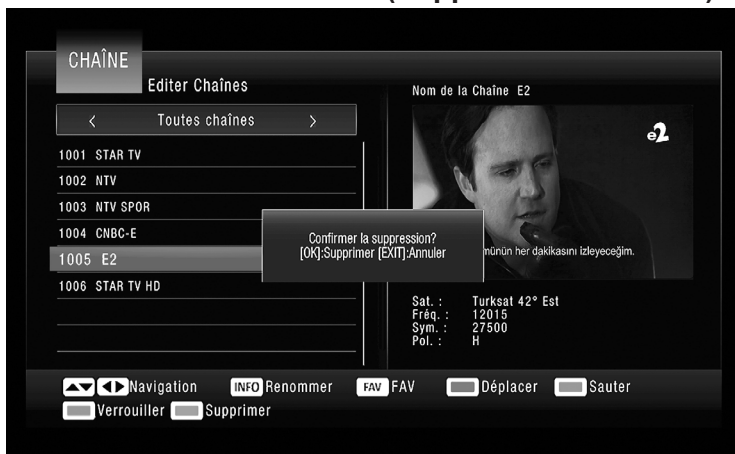 CHAÎNE
Editer Chaînes
Toutes chaînes
1001 STAR TV
1002 NTV
1003 NTV SPOR
1004 CNBC-E
1005 E2
1006 STAR TV HD
Nom de la Chaîne E2
e2
münün her dakikasını izleyeceğim.
Confirmer la suppression?
[OK]:Supprimer [EXIT]:Annuler
Sat. : Turksat 42° Est
Fréq. : 12015
Sym. : 27500
Pol. : H
Navigation INFO Renommer FAV FAV Déplacer Sauter
Verrouiller Supprimer